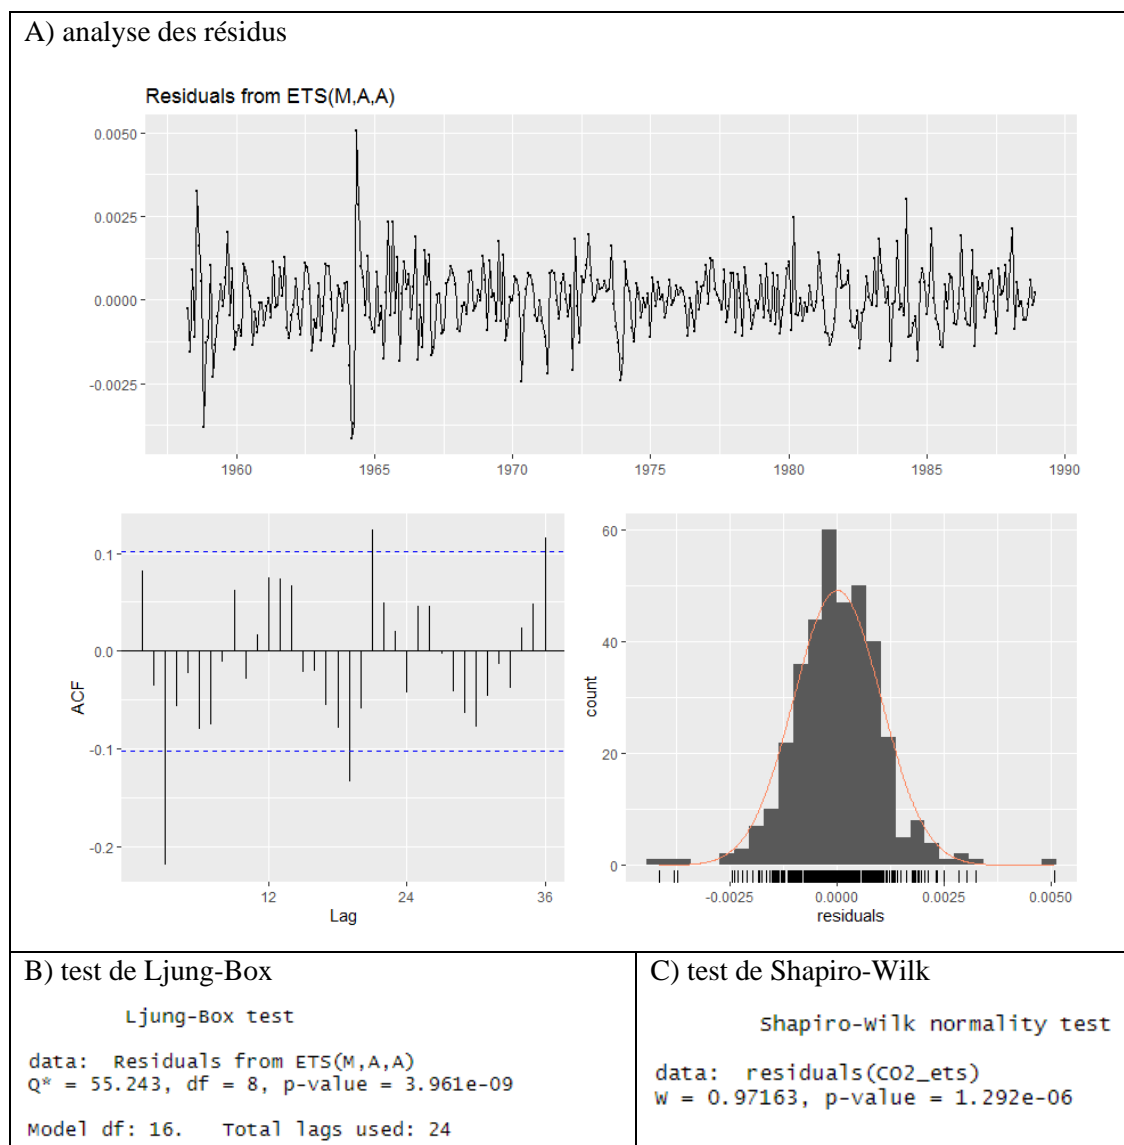 A) analyse des résidus
Residuals from ETS(M,A,A)
0.0050
0.0025
0.0000
-0.0025
1960 1965 1970 1975 1980 1985 1990
0.1
0.0
-0.1
-0.2
ACF
12 24 36
Lag
60
40
20
0
count
-0.0025 0.0000 0.0025 0.0050
residuals
B) test de Ljung-Box
Ljung-Box test
data: Residuals from ETS(M,A,A)
Q* = 55.243, df = 8, p-value = 3.961e-09
Model df: 16. Total lags used: 24
C) test de Shapiro-Wilk
Shapiro-Wilk normality test
data: residuals(CO2_ets)
W = 0.97163, p-value = 1.292e-06